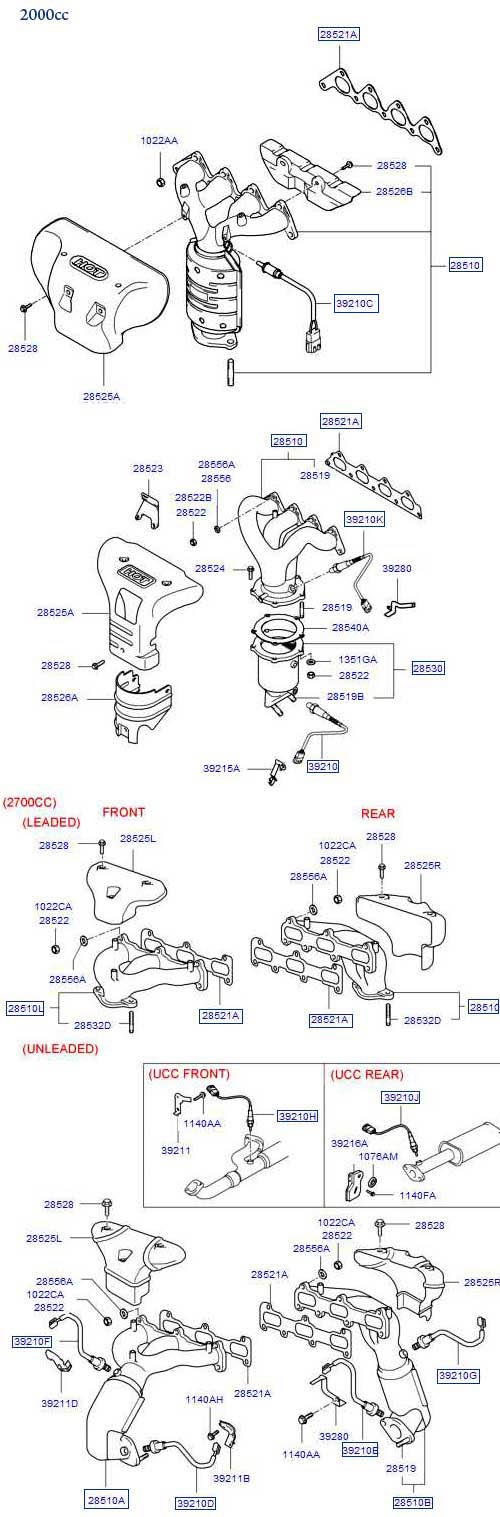 2000cc
28521A
1022AA
28528
28526B
HOT
28510
39210C
28528
28525A
28521A
28510
28523
28556A
28556
28519
28522B
28522
39210K
28524
39280
HOT
28525A
28519
28540A
28528
1351GA
28530
28522
28526A
28519B
39215A
39210
(2700CC)
(LEADED)
FRONT
REAR
28528
28525L
28528
1022CA
28522
28525R
28556A
1022CA
28522
28556A
28510L
28521A
28521A
28510
28532D
28532D
(UNLEADED)
(UCC FRONT)
(UCC REAR)
39210J
39210H
1140AA
39211
39216A
1076AM
1140FA
28528
28525L
1022CA
28522
28528
28556A
28521A
28556A
1022CA
28522
28525R
39210F
39210G
39211D
28521A
1140AH
39280
39210E
1140AA
28519
39211B
28510A
39210D
28510B